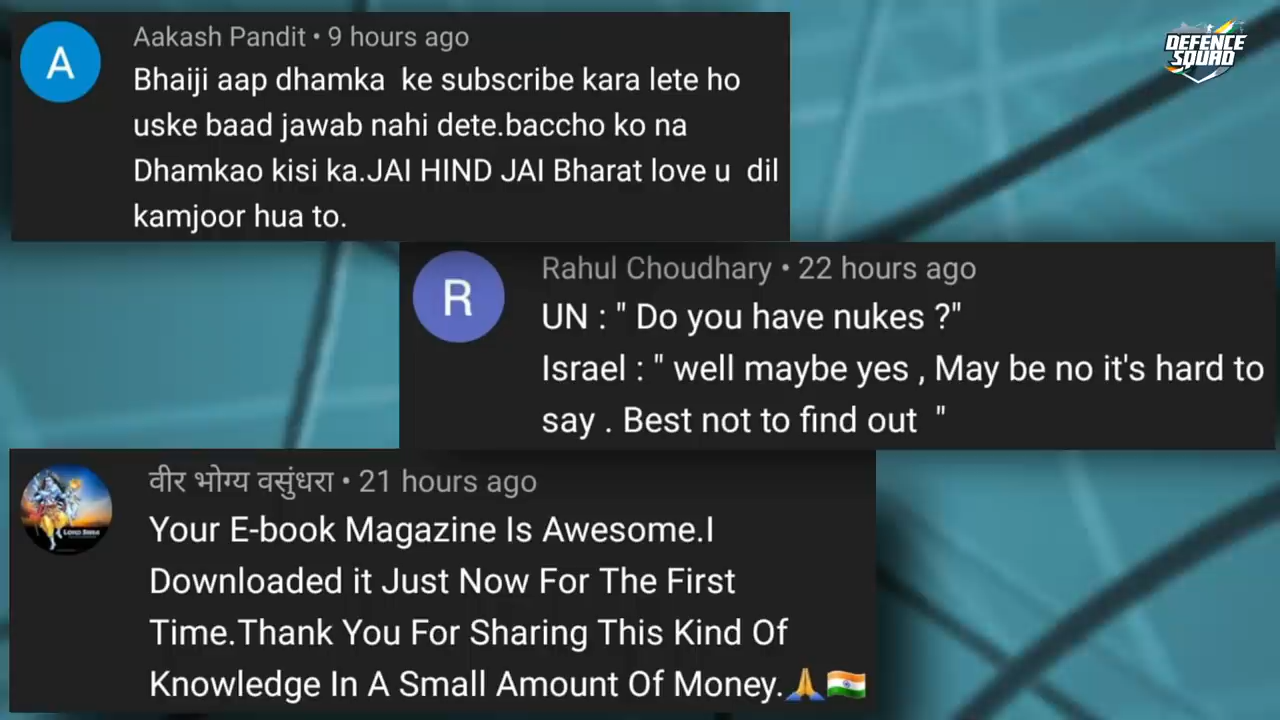 DEFENCE
SQUAD
A
Aakash Pandit • 9 hours ago
Bhaiji aap dhamka ke subscribe kara lete ho
uske baad jawab nahi dete.baccho ko na
Dhamkao kisi ka.JAI HIND JAI Bharat love u dil
kamjoor hua to.
R
Rahul Choudhary • 22 hours ago
UN : " Do you have nukes ?"
Israel : " well maybe yes , May be no it's hard to
say . Best not to find out "
वीर भोग्य वसुंधरा • 21 hours ago
Your E-book Magazine Is Awesome.I
Downloaded it Just Now For The First
Time.Thank You For Sharing This Kind Of
Knowledge In A Small Amount Of Money.🙏🇮🇳